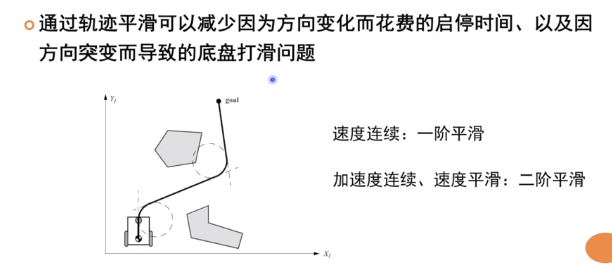 通过轨迹平滑可以减少因为方向变化而花费的启停时间、以及因
方向突变而导致的底盘打滑问题
Y_I
goal
速度连续：一阶平滑
加速度连续、速度平滑：二阶平滑
X_I